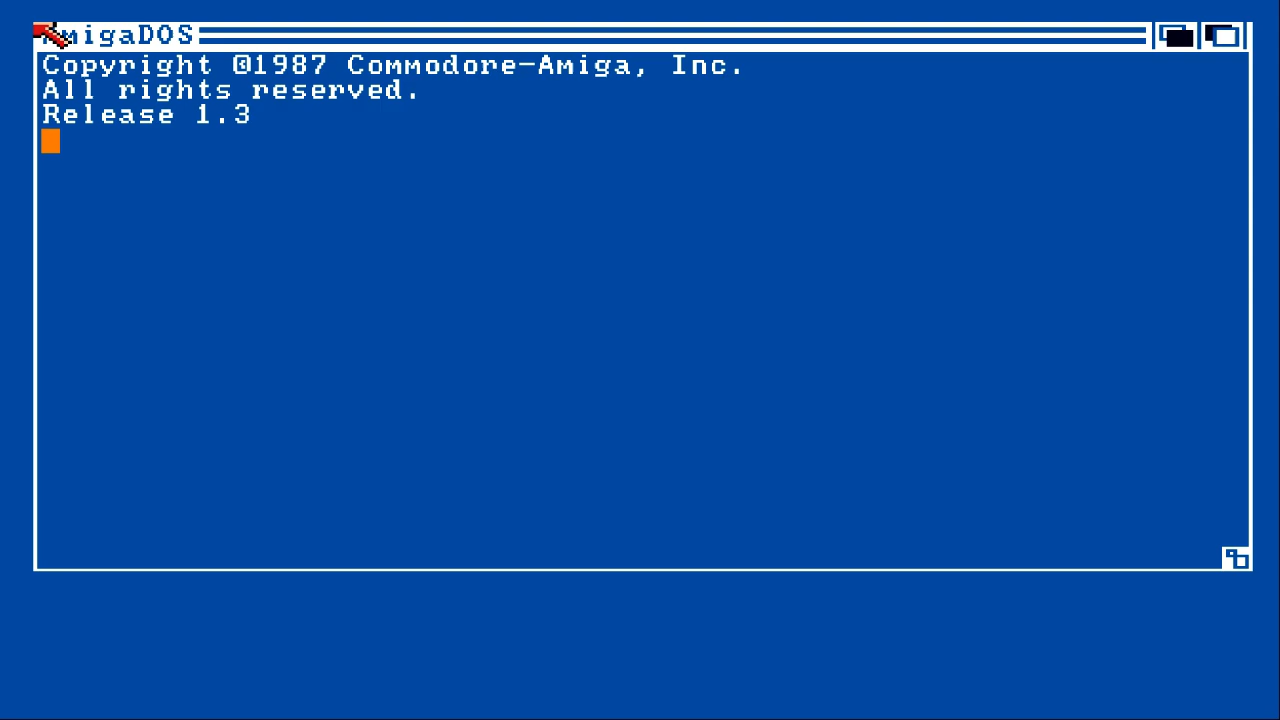 AmigaDOS
Copyright ©1987 Commodore-Amiga, Inc.
All rights reserved.
Release 1.3